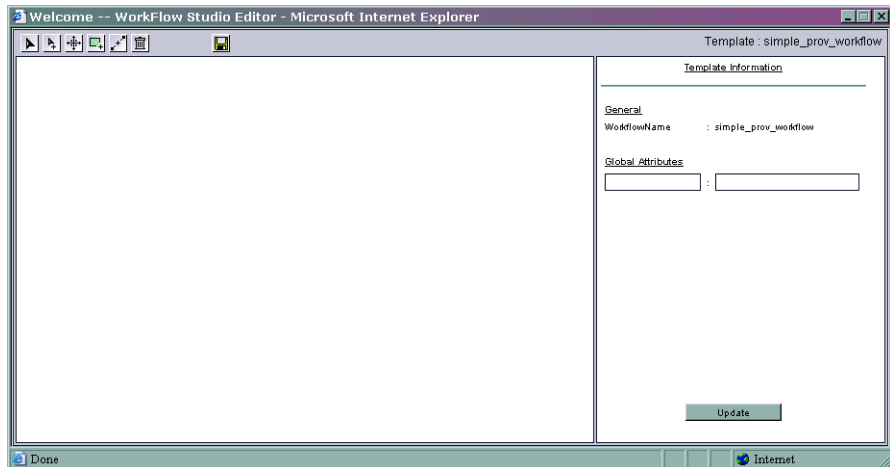 Welcome -- WorkFlow Studio Editor - Microsoft Internet Explorer
Template : simple_prov_workflow
Template Information
General
WorkflowName : simple_prov_workflow
Global Attributes
:
Update
Done
Internet